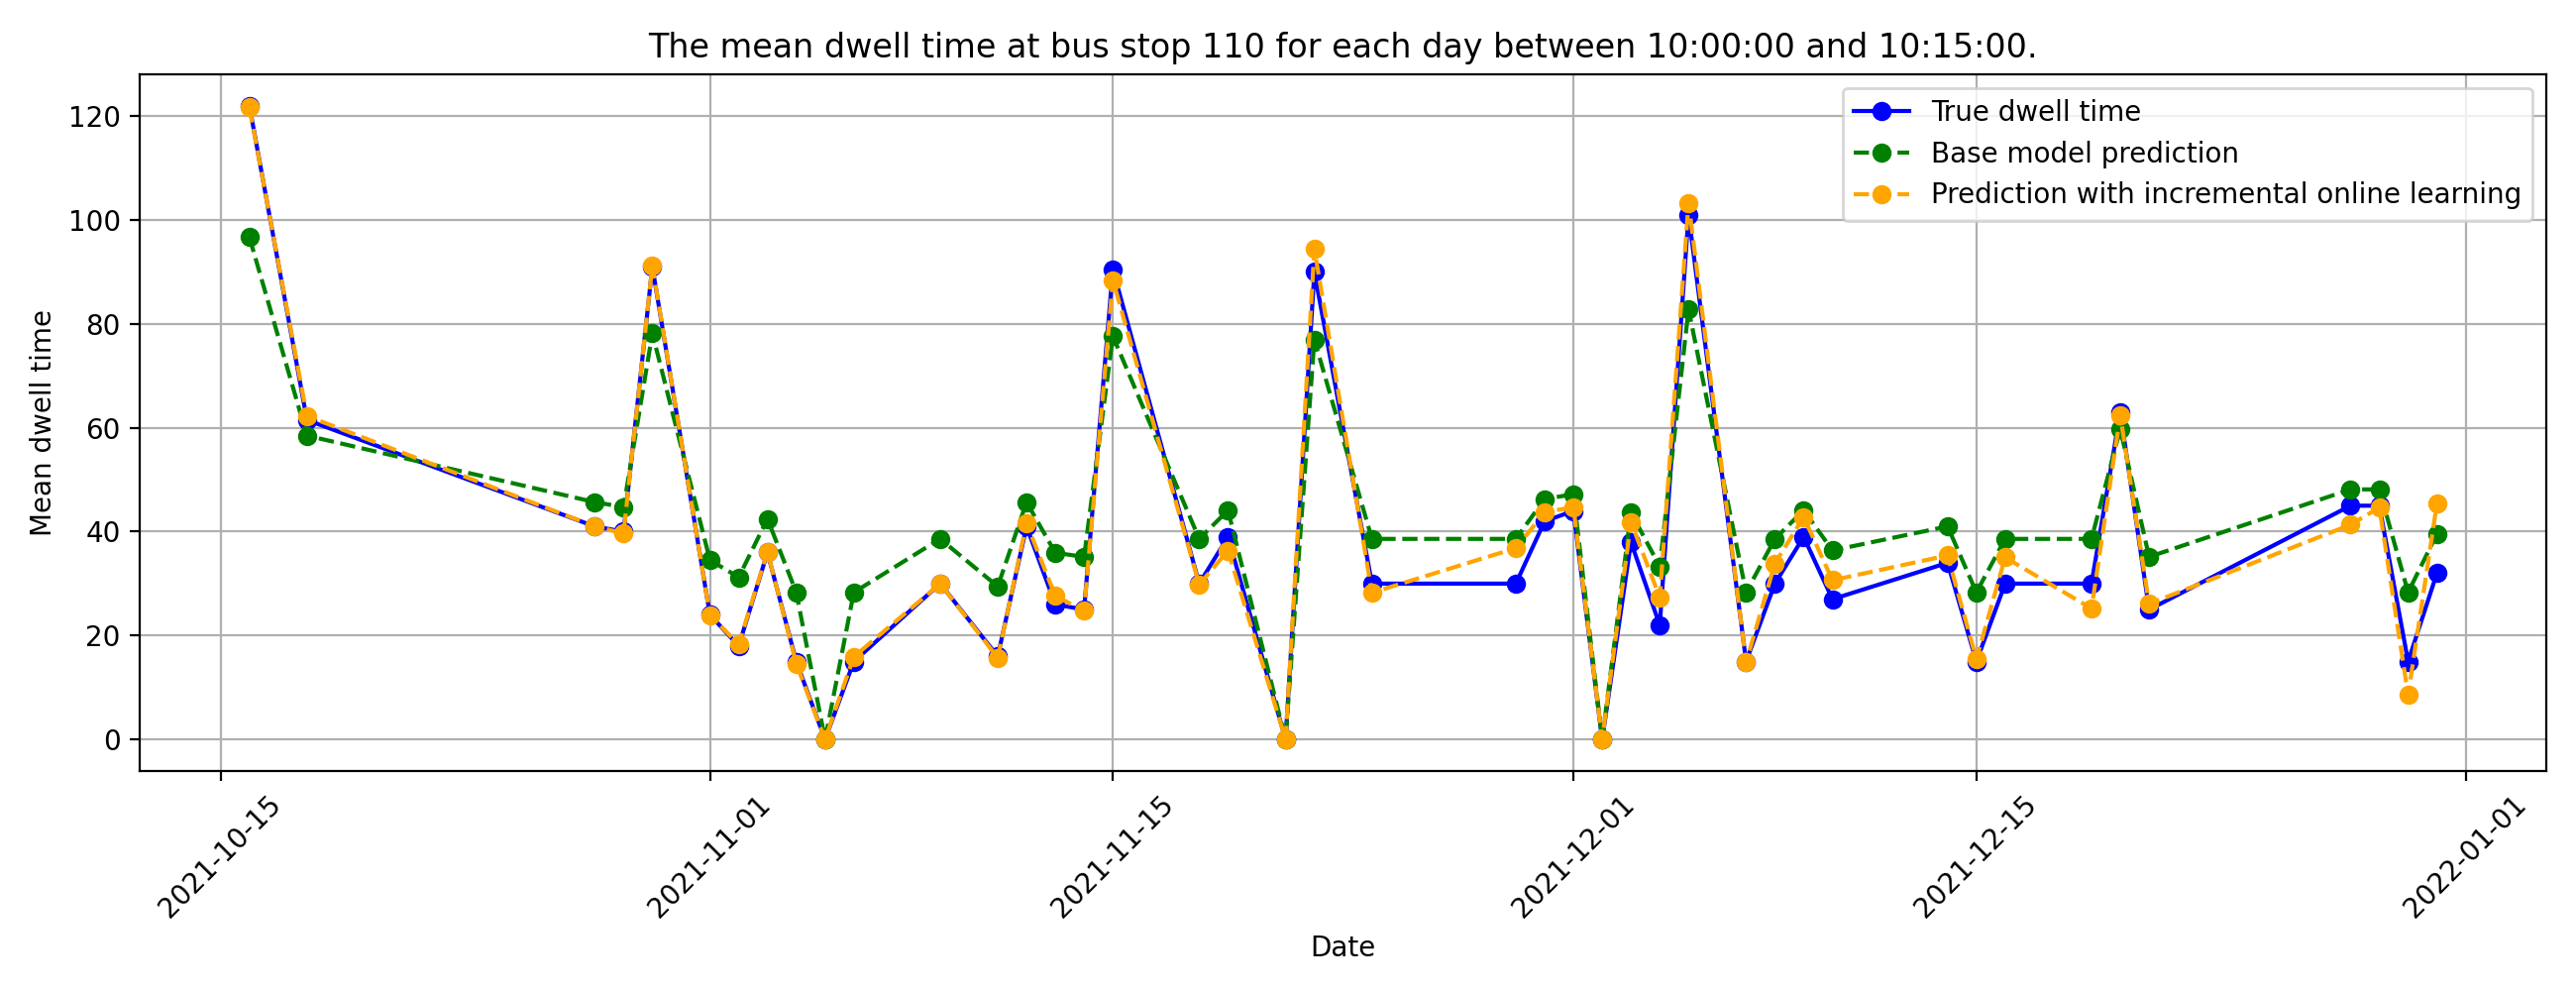 The mean dwell time at bus stop 110 for each day between 10:00:00 and 10:15:00.
True dwell time
Base model prediction
Prediction with incremental online learning
Mean dwell time
120
100
80
60
40
20
0
2021-10-15
2021-11-01
2021-11-15
2021-12-01
2021-12-15
2022-01-01
Date